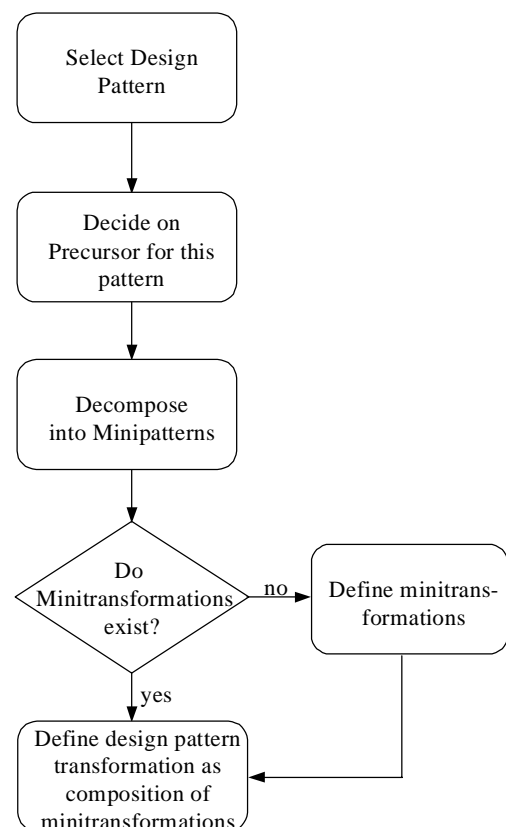 Select Design
Pattern
Decide on
Precursor for this
pattern
Decompose
into Minipatterns
Do
Minitransformations
exist?
no
Define minitrans-
formations
yes
Define design pattern
transformation as
composition of
minitransformations